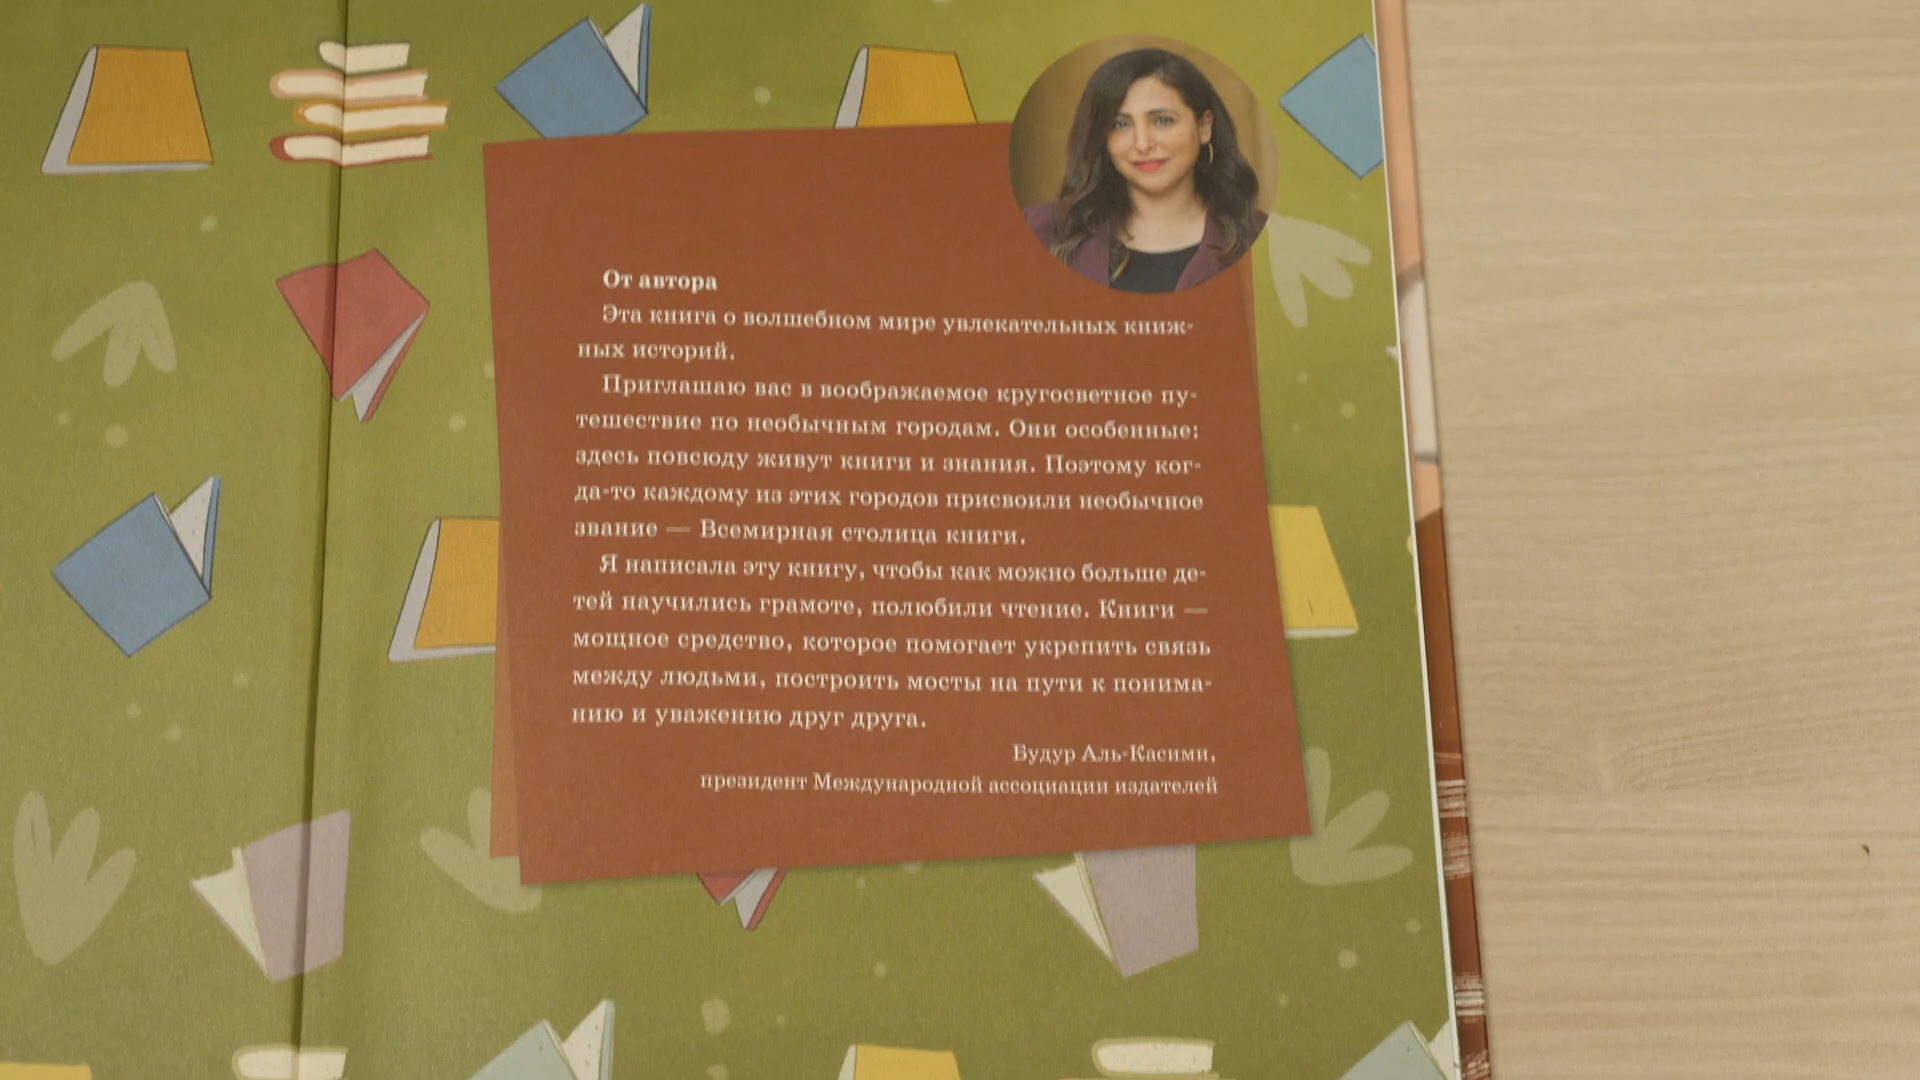 От автора
Эта книга о волшебном мире увлекательных книж-
ных историй.
Приглашаю вас в воображаемое кругосветное пу-
тешествие по необычным городам. Они особенные:
здесь повсюду живут книги и знания. Поэтому ког-
да-то каждому из этих городов присвоили необычное
звание — Всемирная столица книги.
Я написала эту книгу, чтобы как можно больше де-
тей научились грамоте, полюбили чтение. Книги —
мощное средство, которое помогает укрепить связь
между людьми, построить мосты на пути к понима-
нию и уважению друг друга.
Будур Аль-Касими,
президент Международной ассоциации издателей